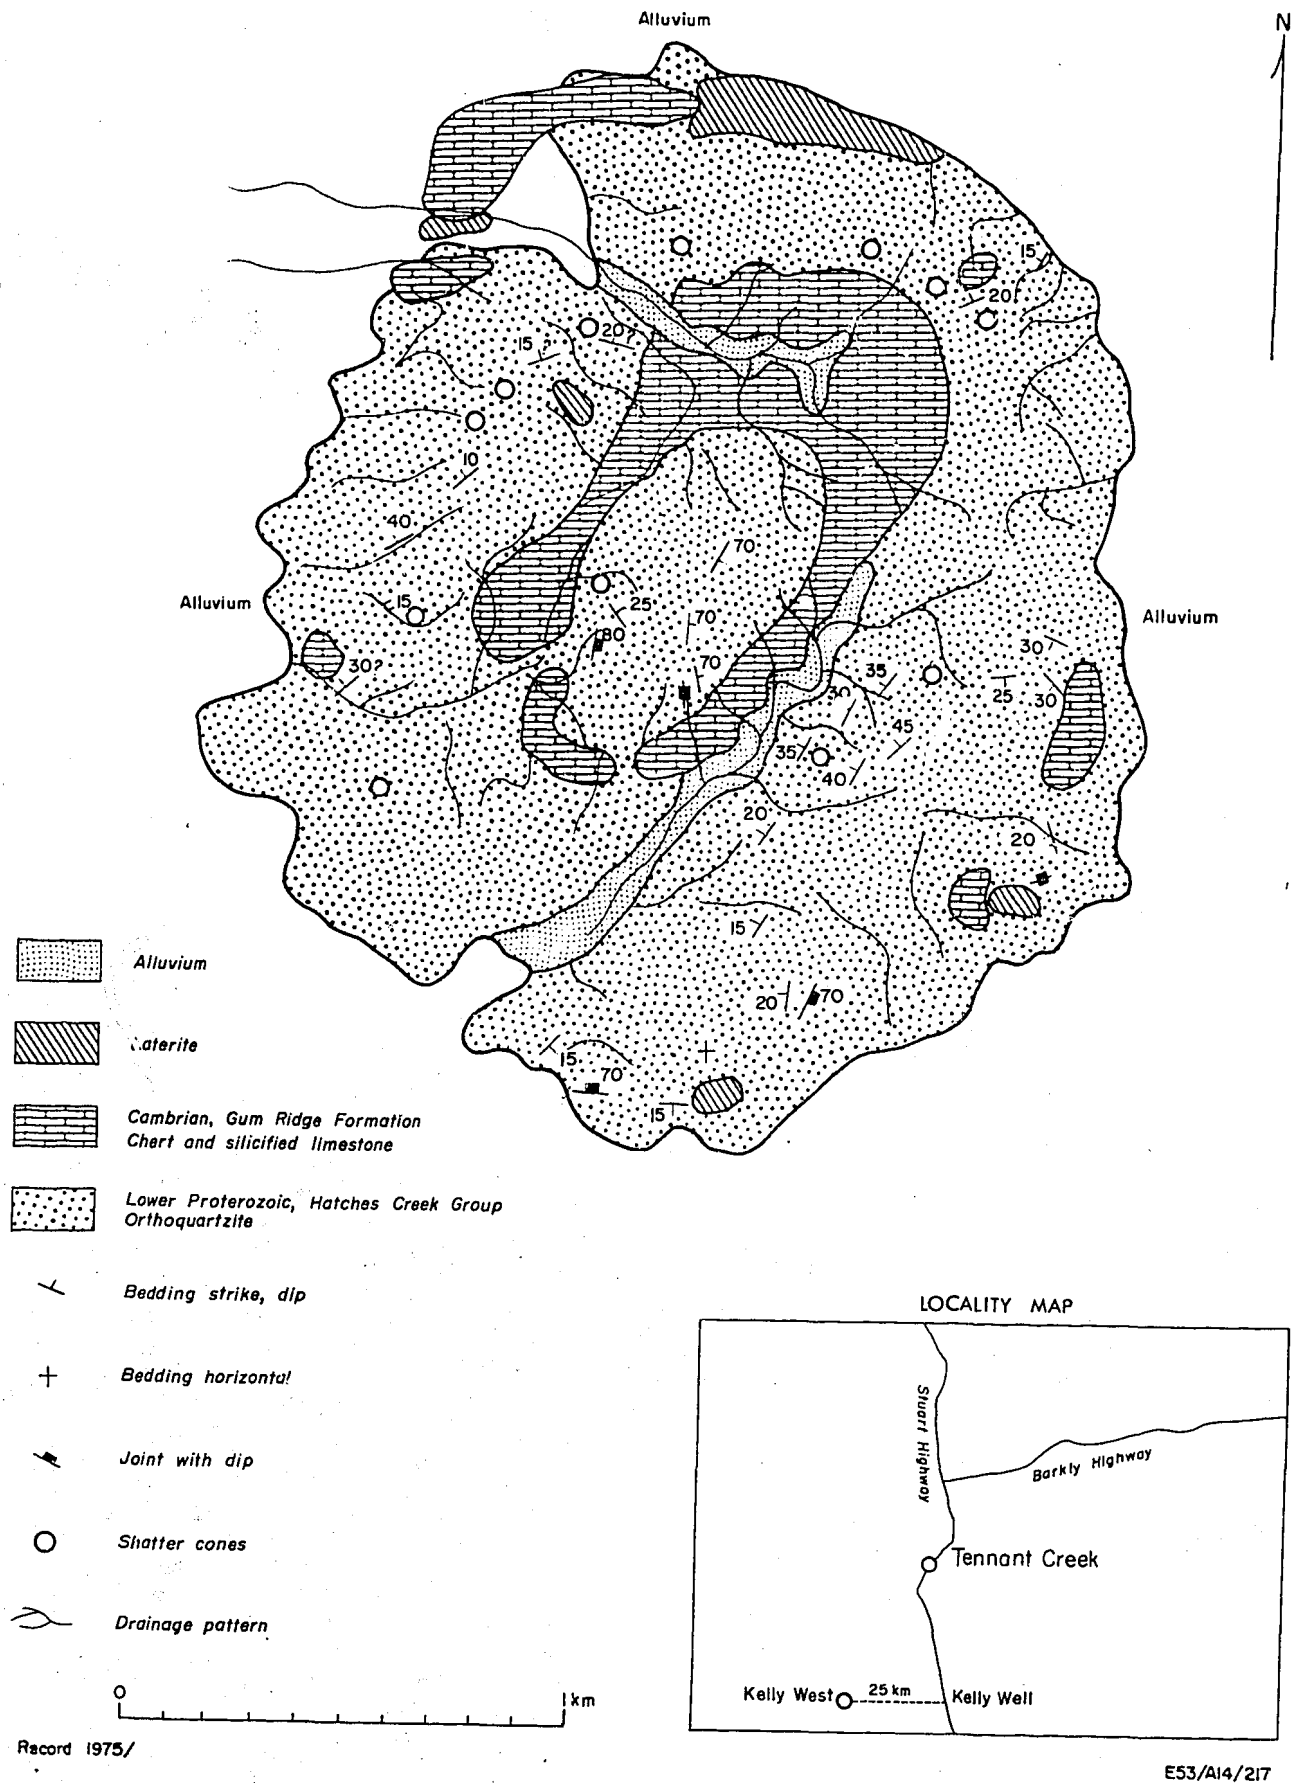 Alluvium
N
15
20
20?
15?
10
40
70
Alluvium
15
25
70
80
Alluvium
30?
30?
70
35
30
25
30
45
35
40
20
20
15
Alluvium
20
70
Laterite
15
70
15
Cambrian, Gum Ridge Formation
Chert and silicified limestone
Lower Proterozoic, Hatches Creek Group
Orthoquartzite
Bedding strike, dip
Bedding horizontal
Joint with dip
Shatter cones
Drainage pattern
0
1 km
Record 1975/
LOCALITY MAP
Stuart Highway
Barkly Highway
Tennant Creek
Kelly West
25 km
Kelly Well
E53/A14/217